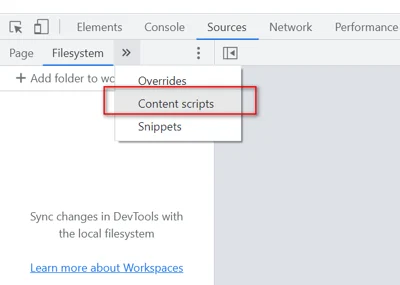 Elements Console Sources Network Performance
Page Filesystem »
+ Add folder to wo
Overrides
Content scripts
Snippets
Sync changes in DevTools with
the local filesystem
Learn more about Workspaces